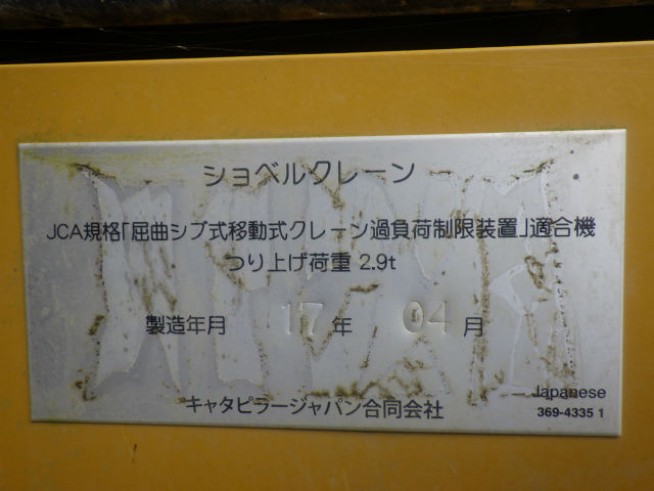 ショベルクレーン
JCA規格「屈曲ジブ式移動式クレーン過負荷制限装置」適合機
つり上げ荷重 2.9t
製造年月 17 年 04 月
キャタピラージャパン合同会社
Japanese
369-4335 1